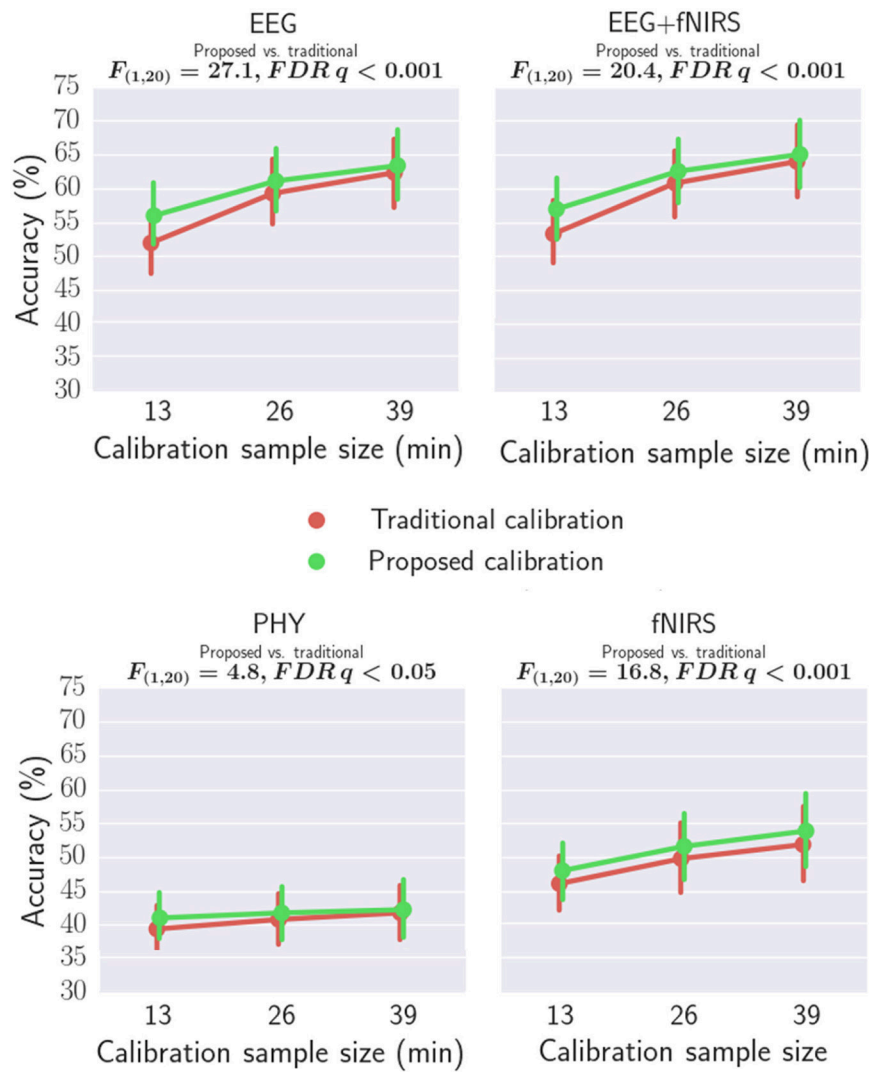 EEG
Proposed vs. traditional
F(1,20) = 27.1, FDR q < 0.001
75
70
65
60
55
50
45
40
35
30
Accuracy (%)
13 26 39
Calibration sample size (min)
EEG+fNIRS
Proposed vs. traditional
F(1,20) = 20.4, FDR q < 0.001
13 26 39
Calibration sample size (min)
Traditional calibration
Proposed calibration
PHY
Proposed vs. traditional
F(1,20) = 4.8, FDR q < 0.05
75
70
65
60
55
50
45
40
35
30
Accuracy (%)
13 26 39
Calibration sample size (min)
fNIRS
Proposed vs. traditional
F(1,20) = 16.8, FDR q < 0.001
13 26 39
Calibration sample size